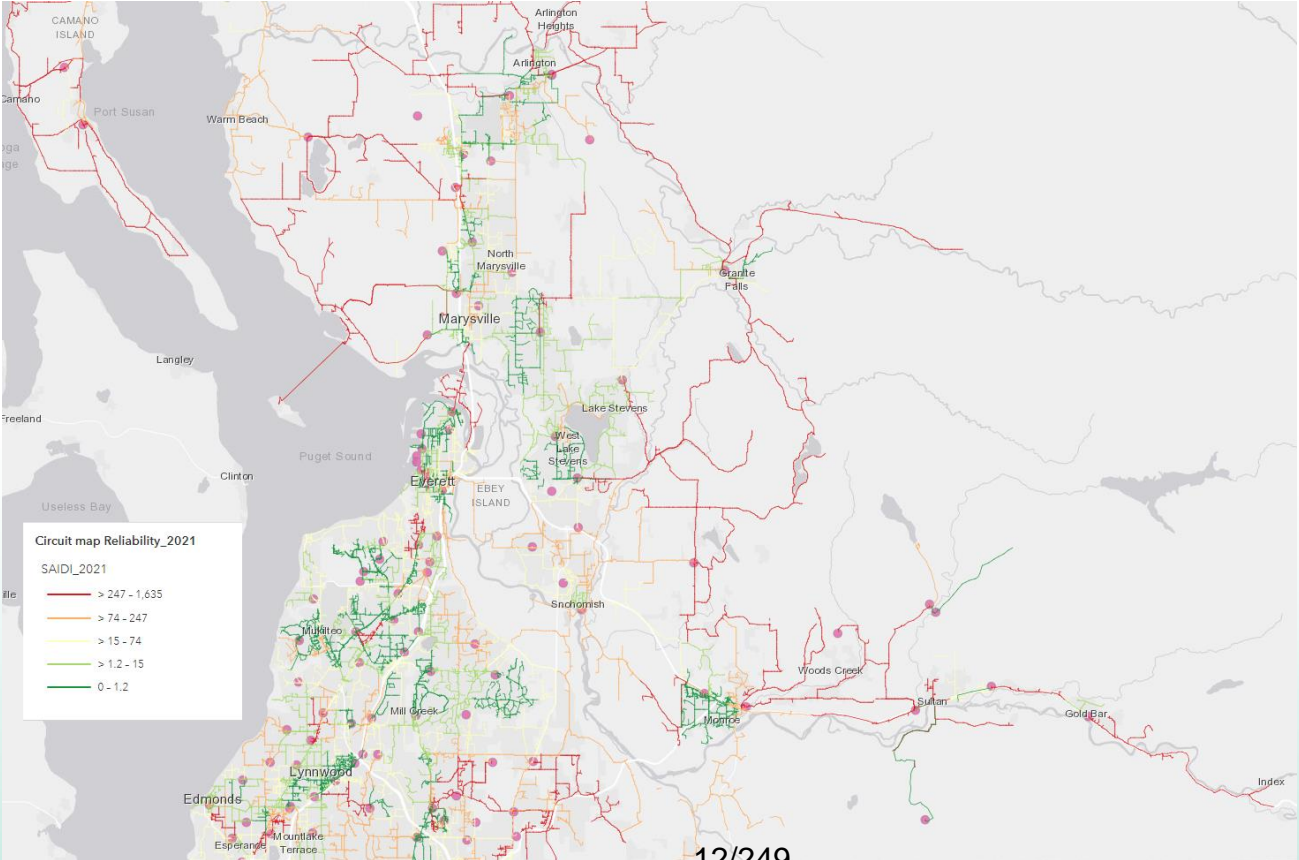 CAMANO
ISLAND
Arlington
Heights
Arlington
Camano
Port Susan
Warm Beach
North
Marysville
Granite
Falls
Marysville
Langley
Lake Stevens
Freeland
West
Lake
Stevens
Puget Sound
Clinton
Everett
EBEY
ISLAND
Useless Bay
Circuit map Reliability_2021
SAIDI_2021
> 247 - 1,635
> 74 - 247
> 15 - 74
> 1.2 - 15
0 - 1.2
Snohomish
Mukilteo
Woods Creek
Sultan
Mill Creek
Monroe
Gold Bar
Lynnwood
Index
Edmonds
Esperance
Mountlake
Terrace
12/249